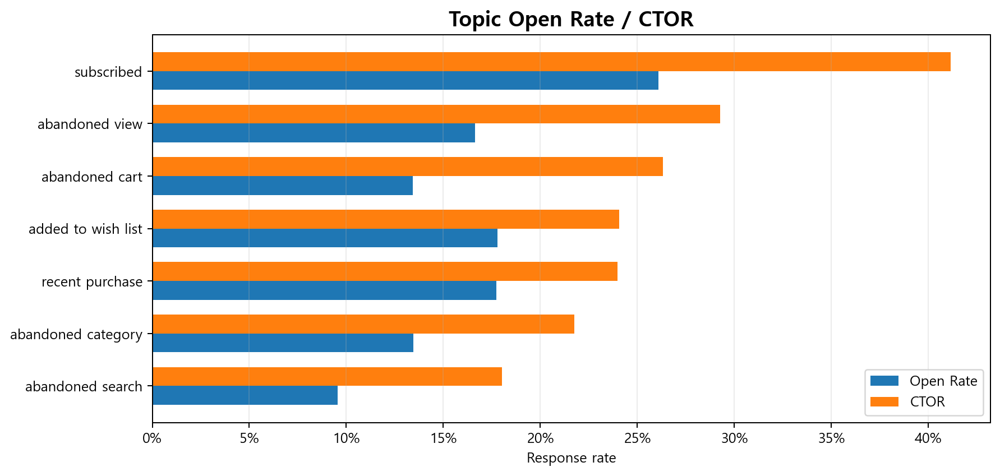 Topic Open Rate / CTOR
subscribed
abandoned view
abandoned cart
added to wish list
recent purchase
abandoned category
abandoned search
Open Rate
CTOR
0% 5% 10% 15% 20% 25% 30% 35% 40%
Response rate